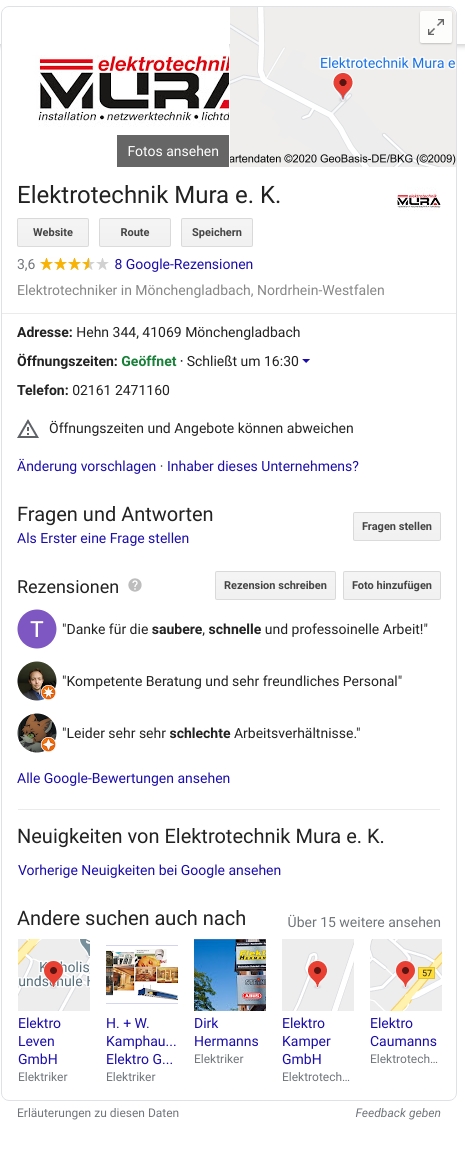 elektrotechnik
MURA
installation • netzwerktechnik • lichtd
Fotos ansehen
Elektrotechnik Mura e
artendaten ©2020 GeoBasis-DE/BKG (©2009)
Elektrotechnik Mura e. K.
elektrotechnik
MURA
Website
Route
Speichern
3,6
8 Google-Rezensionen
Elektrotechniker in Mönchengladbach, Nordrhein-Westfalen
Adresse: Hehn 344, 41069 Mönchengladbach
Öffnungszeiten: Geöffnet · Schließt um 16:30
Telefon: 02161 2471160
Öffnungszeiten und Angebote können abweichen
Änderung vorschlagen · Inhaber dieses Unternehmens?
Fragen und Antworten
Fragen stellen
Als Erster eine Frage stellen
Rezensionen ?
Rezension schreiben
Foto hinzufügen
T
"Danke für die saubere, schnelle und professoinelle Arbeit!"
"Kompetente Beratung und sehr freundliches Personal"
"Leider sehr sehr schlechte Arbeitsverhältnisse."
Alle Google-Bewertungen ansehen
Neuigkeiten von Elektrotechnik Mura e. K.
Vorherige Neuigkeiten bei Google ansehen
Andere suchen auch nach
Über 15 weitere ansehen
undschule
57
ABUS
Elektro
Leven
GmbH
Elektriker
H. + W.
Kamphau...
Elektro G...
Elektriker
Dirk
Hermanns
Elektriker
Elektro
Kamper
GmbH
Elektrotech...
Elektro
Caumanns
Elektrotech...
Erläuterungen zu diesen Daten
Feedback geben